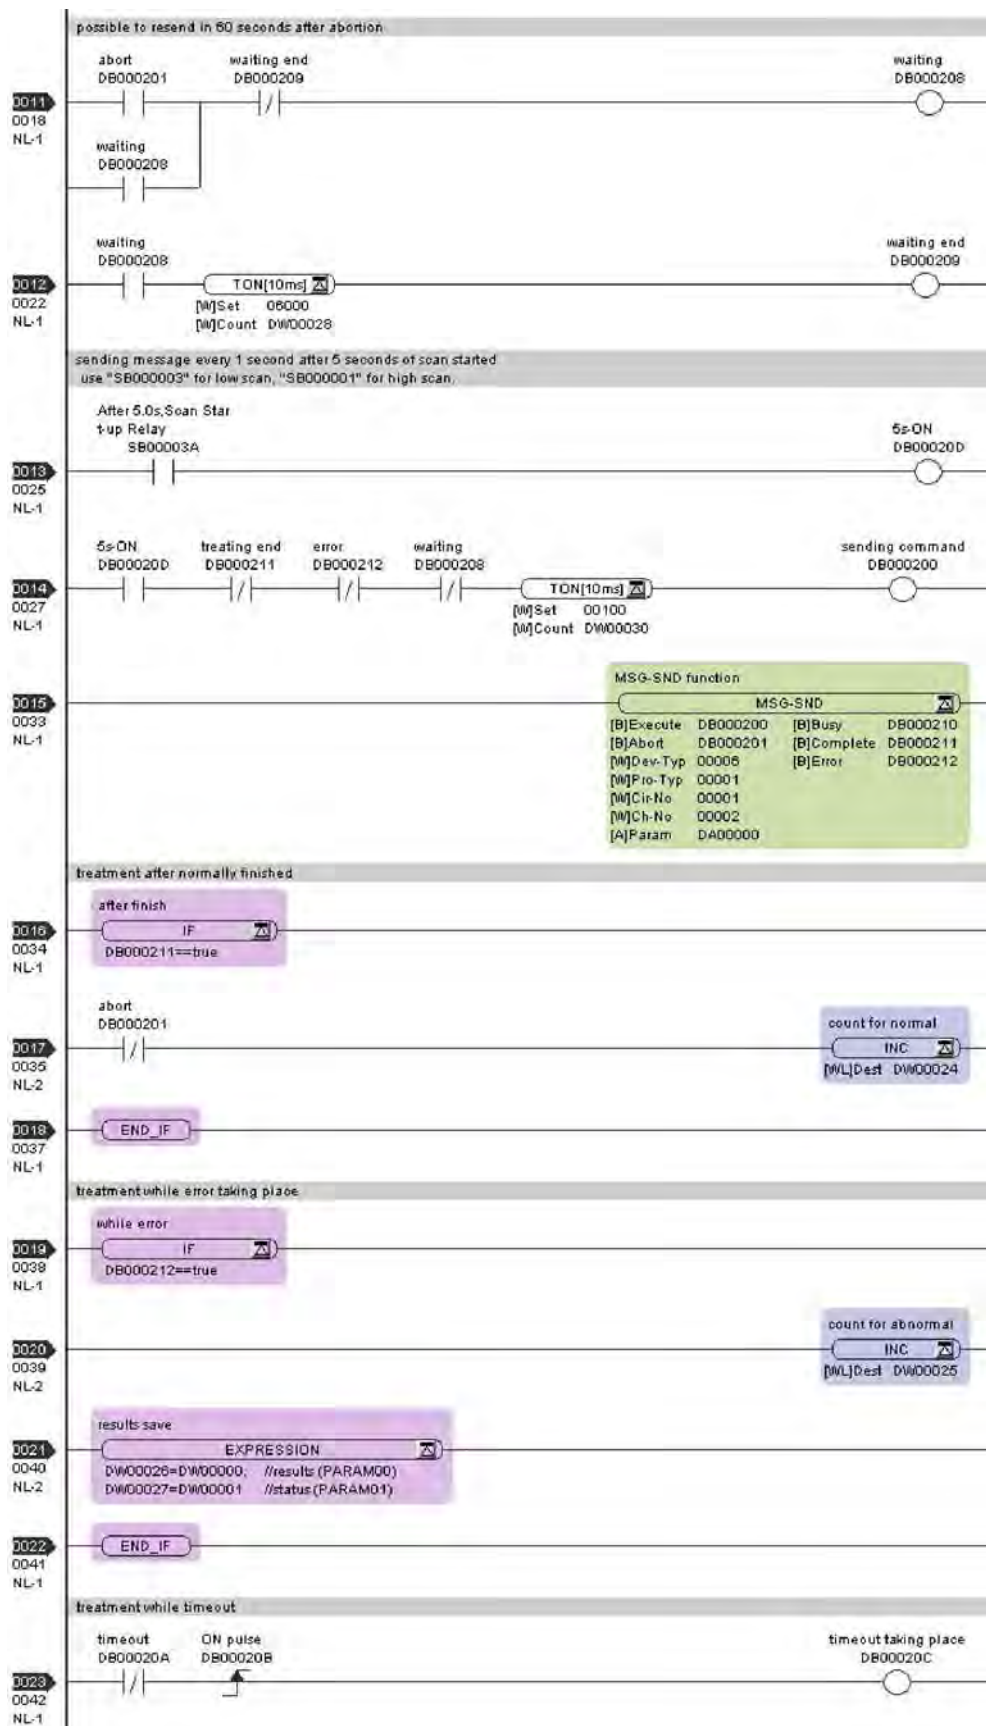 possible to resend in 60 seconds after abortion
abort waiting end waiting
DB000201 DB000209 DB000208
0011
0018
NL-1
waiting
DB000208
waiting waiting end
DB000208 DB000209
0012 TON[10ms]
0022 [W]Set 06000
NL-1 [W]Count DW00028
sending message every 1 second after 5 seconds of scan started
use "SB000003" for low scan, "SB000001" for high scan.
After 5.0s,Scan Star
t-up Relay 5s-ON
SB00003A DB00020D
0013
0025
NL-1
5s-ON treating end error waiting sending command
DB00020D DB000211 DB000212 DB000208 DB000200
0014 TON[10ms]
0027 [W]Set 00100
NL-1 [W]Count DW00030
MSG-SND function
0015 MSG-SND
0033 [B]Execute DB000200 [B]Busy DB000210
NL-1 [B]Abort DB000201 [B]Complete DB000211
[W]Dev-Typ 00006 [B]Error DB000212
[W]Pro-Typ 00001
[W]Cir-No 00001
[W]Ch-No 00002
[A]Param DA00000
treatment after normally finished
after finish
0016 IF
0034 DB000211==true
NL-1
abort
DB000201 count for normal
0017 INC
0035 [WL]Dest DW00024
NL-2
0018 END_IF
0037
NL-1
treatment while error taking place
while error
0019 IF
0038 DB000212==true
NL-1
count for abnormal
0020 INC
0039 [WL]Dest DW00025
NL-2
results save
0021 EXPRESSION
0040 DW00026=DW00000; //results (PARAM00)
NL-2 DW00027=DW00001 //status (PARAM01)
0022 END_IF
0041
NL-1
treatment while timeout
timeout ON pulse timeout taking place
DB00020A DB00020B DB00020C
0023
0042
NL-1